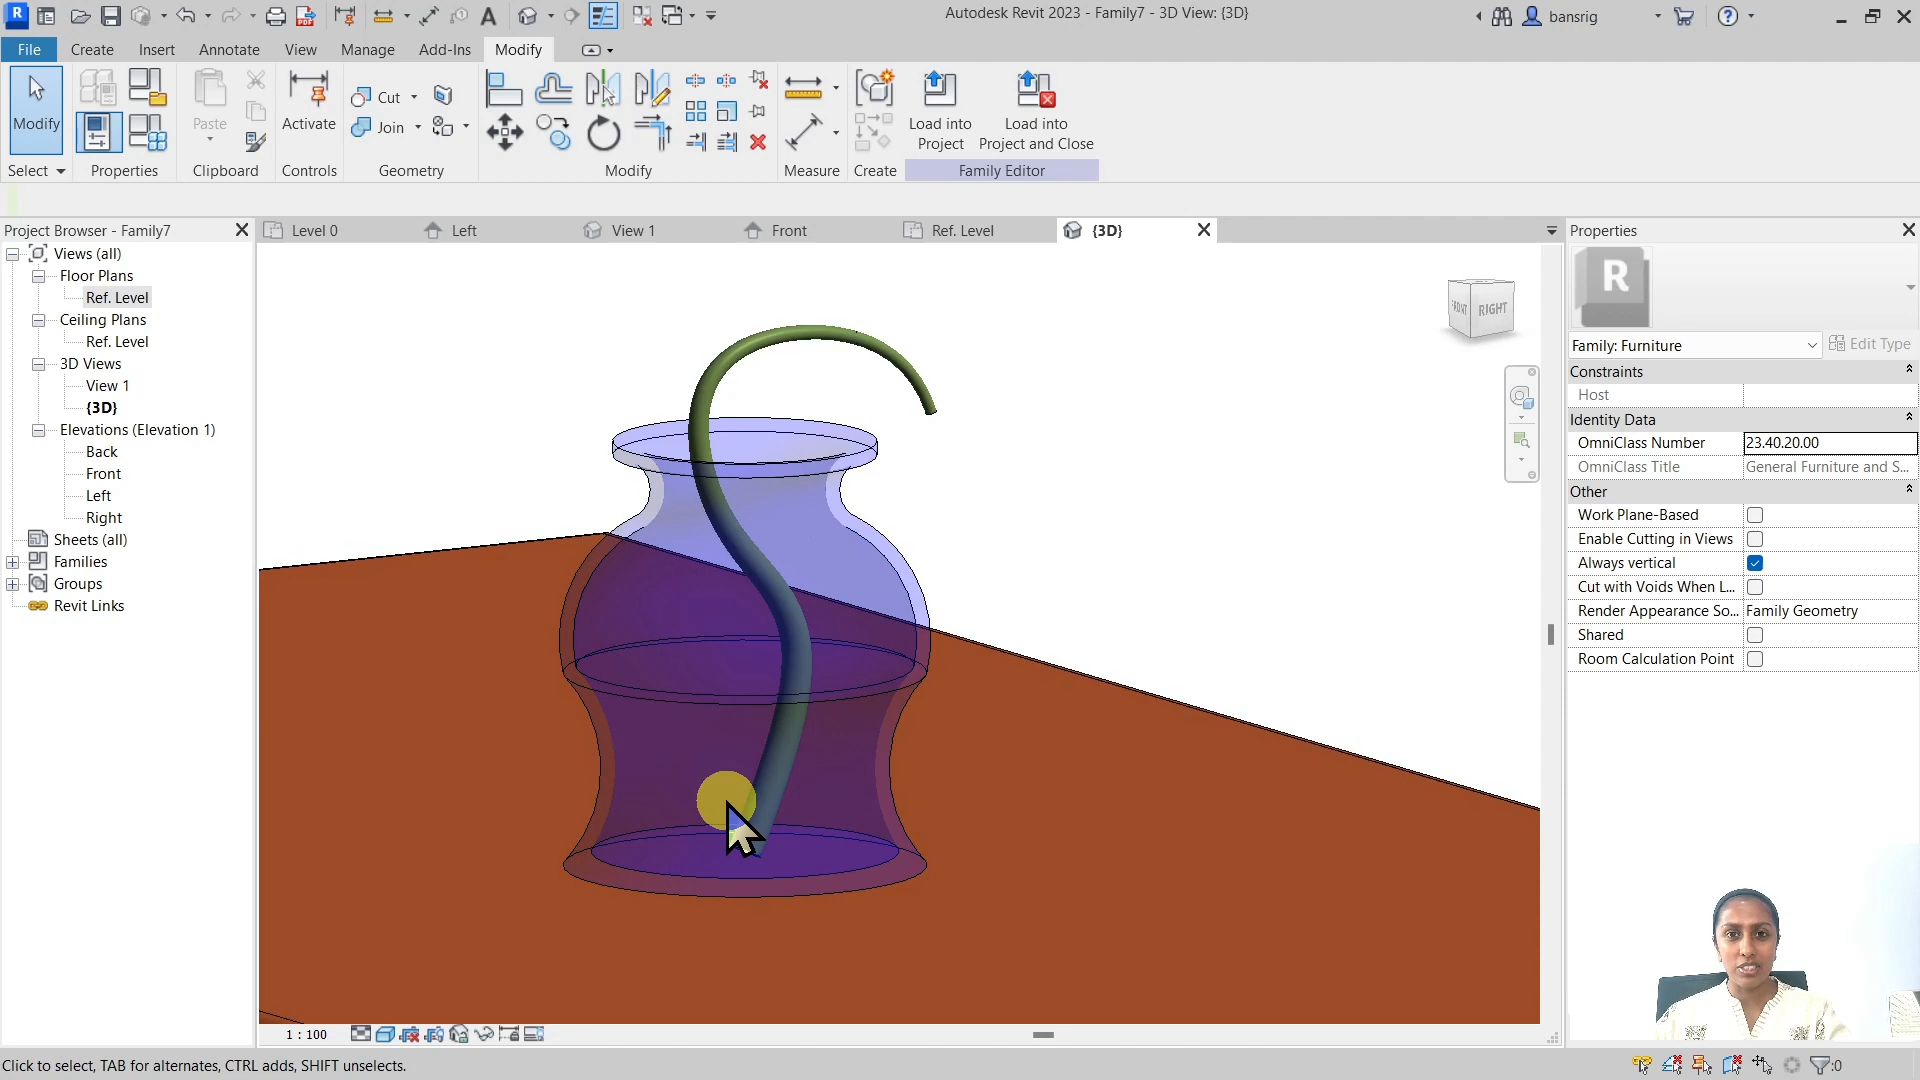 Autodesk Revit 2023 - Family7 - 3D View: {3D}
bansrig
File Create Insert Annotate View Manage Add-Ins Modify
Modify
Paste
Activate
Cut
Join
Load into Project
Load into Project and Close
Select Properties Clipboard Controls Geometry Modify Measure Create Family Editor
Project Browser - Family7
Level 0 Left View 1 Front Ref. Level {3D}
Properties
Views (all)
Floor Plans
Ref. Level
Ceiling Plans
Ref. Level
3D Views
View 1
{3D}
Elevations (Elevation 1)
Back
Front
Left
Right
Sheets (all)
Families
Groups
Revit Links
FRONT RIGHT
R
Family: Furniture Edit Type
Constraints
Host
Identity Data
OmniClass Number 23.40.20.00
OmniClass Title General Furniture and S...
Other
Work Plane-Based
Enable Cutting in Views
Always vertical
Cut with Voids When L...
Render Appearance So... Family Geometry
Shared
Room Calculation Point
1 : 100
Click to select, TAB for alternates, CTRL adds, SHIFT unselects.
:0